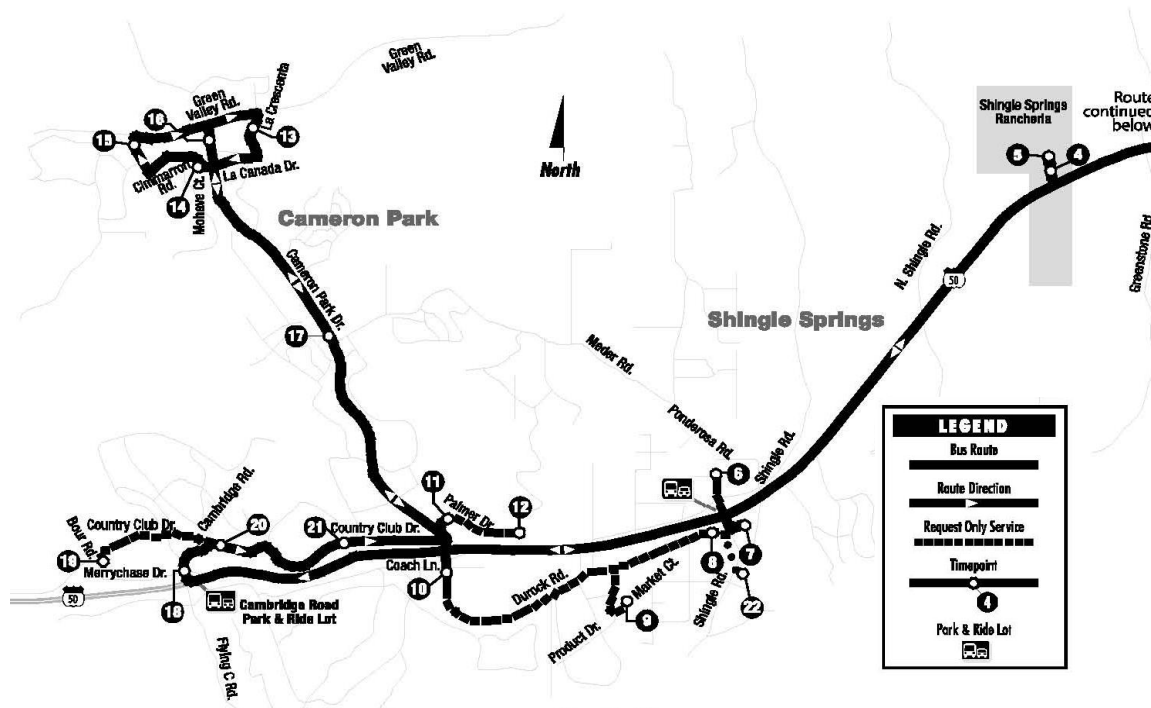 Green
Valley Rd.
La Crescenta
Green
Valley Rd.
16
13
15
Cimmarron
Rd.
14
Mohave Ct.
La Canada Dr.
North
Shingle Springs
Rancheria
Route
continued
below
5
4
Cameron Park
Cameron Park Dr.
17
N. Shingle Rd.
50
Greenstone Rd.
Shingle Springs
Meder Rd.
Ponderosa Rd.
Shingle Rd.
6
LEGEND
Bus Route
Route Direction
Request Only Service
Timepoint
4
Park & Ride Lot
11
Palmer Dr.
12
Cambridge Rd.
Country Club Dr.
20
21
Country Club Dr.
Bour Rd.
19
Merrychase Dr.
18
Coach Ln.
10
Durock Rd.
8
7
Market Ct.
9
Product Dr.
Shingle Rd.
22
50
Cambridge Road
Park & Ride Lot
Flying C Rd.